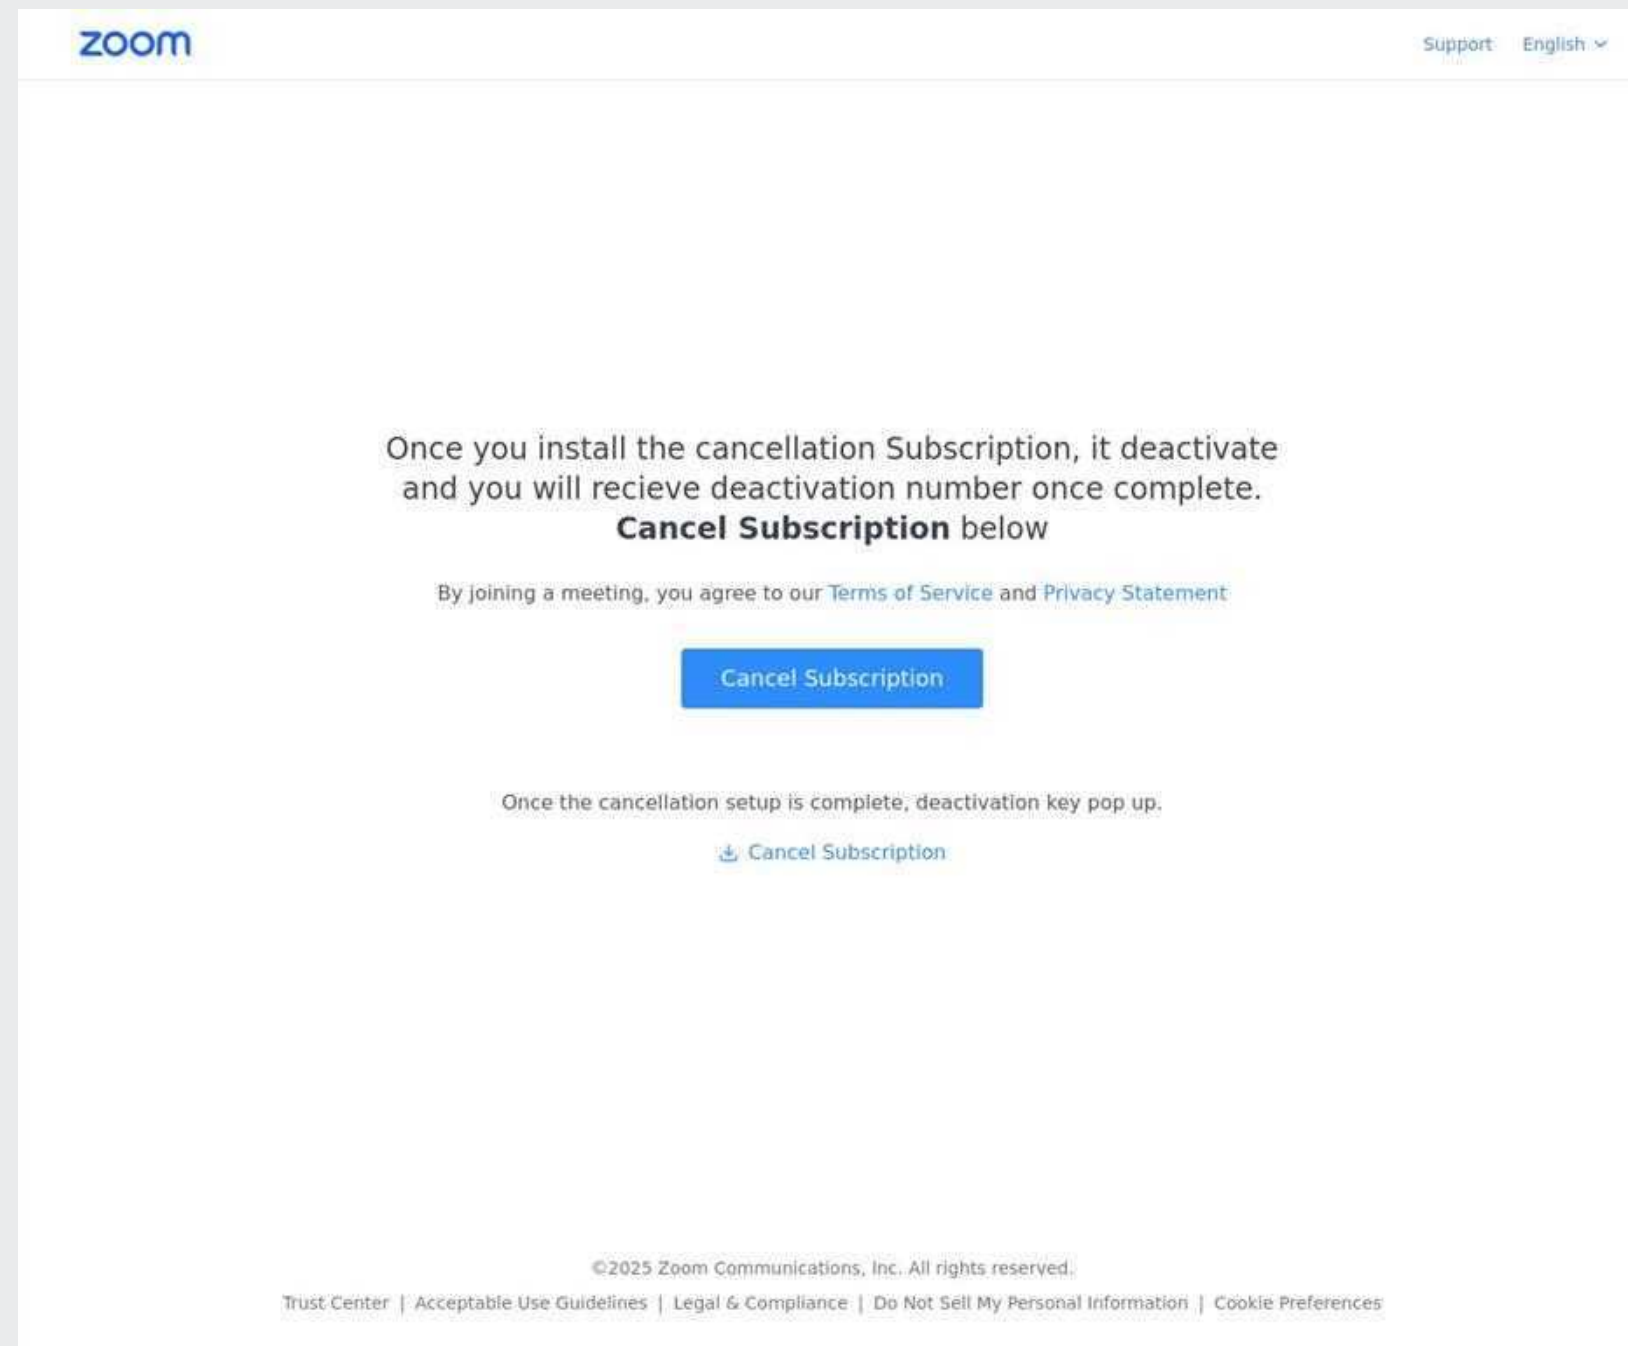 zoom
Support English
Once you install the cancellation Subscription, it deactivate
and you will recieve deactivation number once complete.
Cancel Subscription below
By joining a meeting, you agree to our Terms of Service and Privacy Statement
Cancel Subscription
Once the cancellation setup is complete, deactivation key pop up.
Cancel Subscription
©2025 Zoom Communications, Inc. All rights reserved.
Trust Center | Acceptable Use Guidelines | Legal & Compliance | Do Not Sell My Personal Information | Cookie Preferences